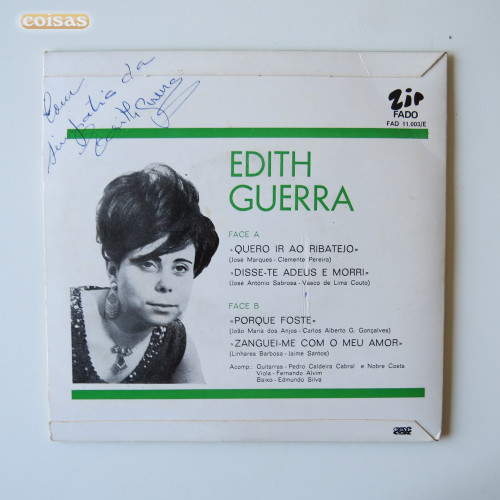 coisas
Com
simpatia da
Edith Guerra
Zip
FADO
FAD 11.003/E
EDITH
GUERRA
FACE A
«QUERO IR AO RIBATEJO»
(José Marques - Clemente Pereira)
«DISSE-TE ADEUS E MORRI»
(José António Sabrosa - Vasco de Lima Couto)
FACE B
«PORQUE FOSTE»
(João Maria dos Anjos - Carlos Alberto G. Gonçalves)
«ZANGUEI-ME COM O MEU AMOR»
(Linhares Barbosa - Jaime Santos)
Acomp.: Guitarras - Pedro Caldeira Cabral e Nobre Costa
Viola - Fernando Alvim
Baixo - Edmundo Silva